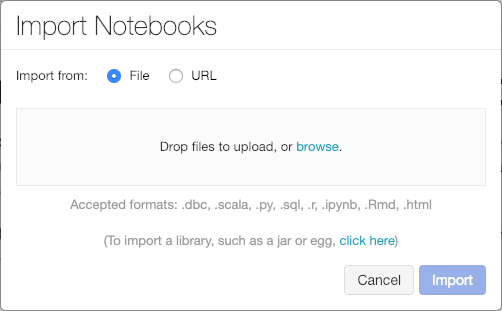 Import Notebooks
Import from: File URL
Drop files to upload, or browse.
Accepted formats: .dbc, .scala, .py, .sql, .r, .ipynb, .Rmd, .html
(To import a library, such as a jar or egg, click here)
Cancel Import